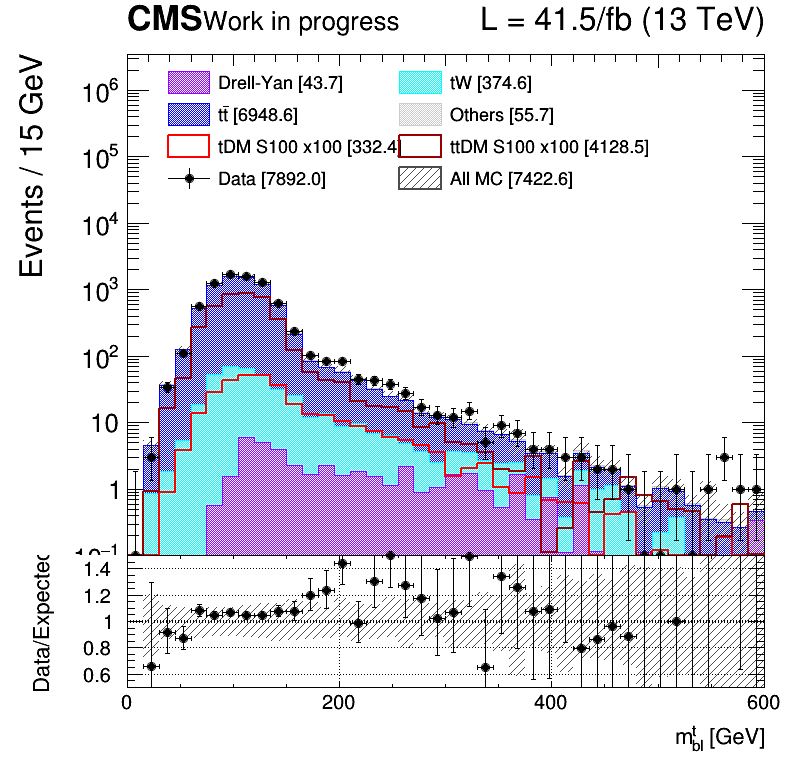 CMS Work in progress L = 41.5/fb (13 TeV)
Events / 15 GeV
Drell-Yan [43.7] tW [374.6]
tt̄ [6948.6] Others [55.7]
tDM S100 x100 [332.4] ttDM S100 x100 [4128.5]
Data [7892.0] All MC [7422.6]
10⁶
10⁵
10⁴
10³
10²
10
1
10⁻¹
Data/Expected
1.4
1.2
1
0.8
0.6
0 200 400 600
m^t_bl [GeV]